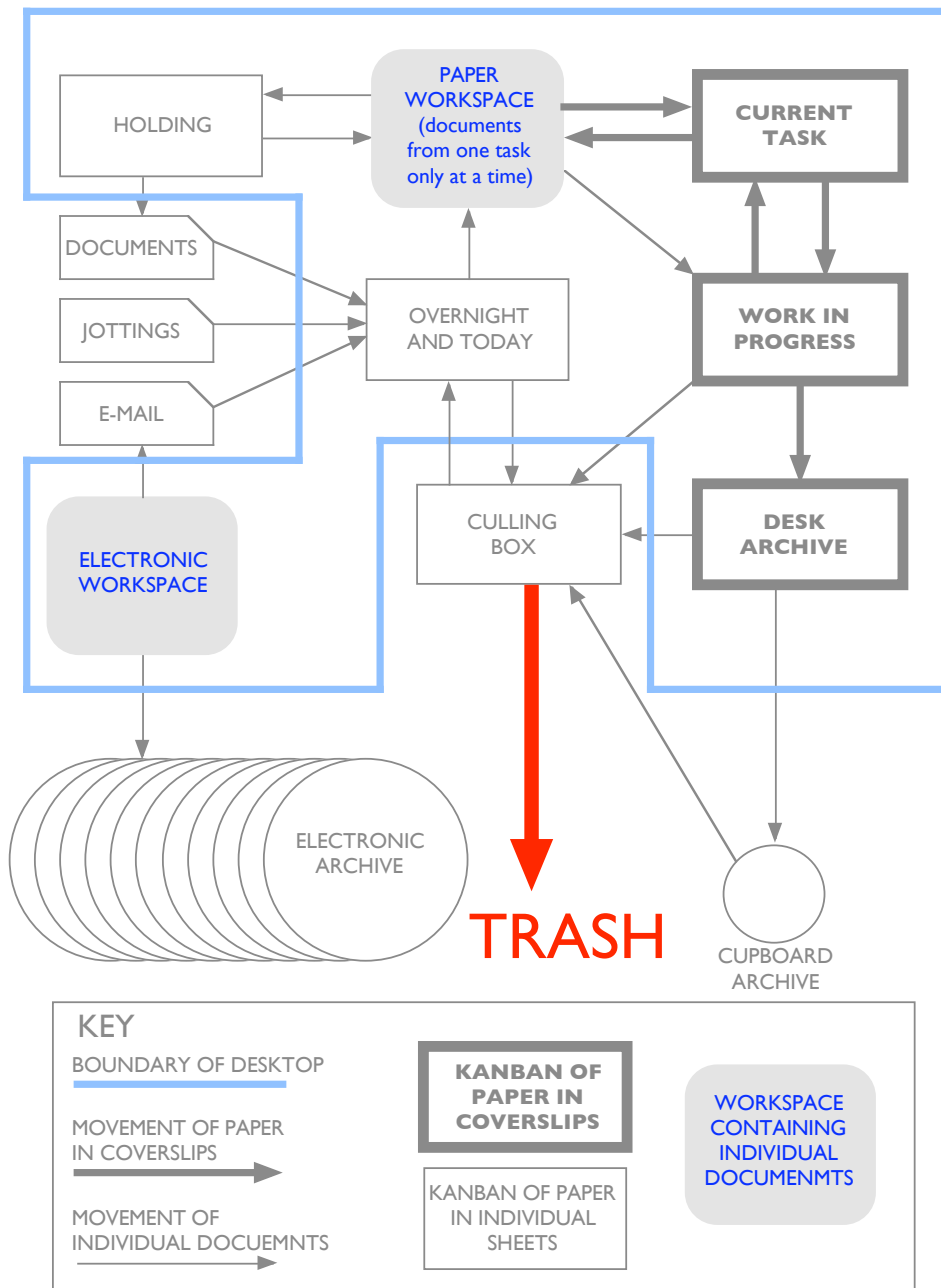 HOLDING
PAPER
WORKSPACE
(documents
from one task
only at a time)
CURRENT
TASK
DOCUMENTS
JOTTINGS
E-MAIL
OVERNIGHT
AND TODAY
WORK IN
PROGRESS
ELECTRONIC
WORKSPACE
CULLING
BOX
DESK
ARCHIVE
ELECTRONIC
ARCHIVE
TRASH
CUPBOARD
ARCHIVE
KEY
BOUNDARY OF DESKTOP
MOVEMENT OF PAPER
IN COVERSLIPS
MOVEMENT OF
INDIVIDUAL DOCUEMNTS
KANBAN OF
PAPER IN
COVERSLIPS
KANBAN OF PAPER
IN INDIVIDUAL
SHEETS
WORKSPACE
CONTAINING
INDIVIDUAL
DOCUMENMTS